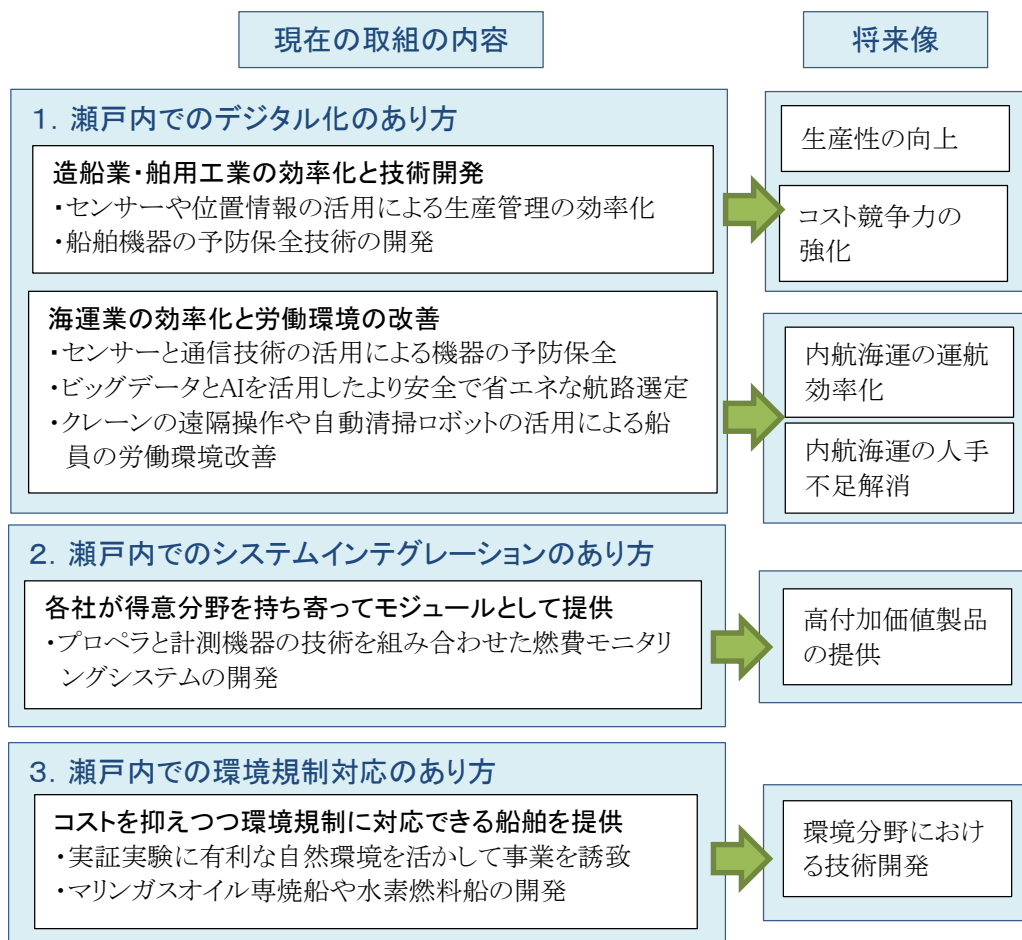 現在の取組の内容
将来像
１．瀬戸内でのデジタル化のあり方
造船業・舶用工業の効率化と技術開発
・センサーや位置情報の活用による生産管理の効率化
・船舶機器の予防保全技術の開発
生産性の向上
コスト競争力の
強化
海運業の効率化と労働環境の改善
・センサーと通信技術の活用による機器の予防保全
・ビッグデータとAIを活用したより安全で省エネな航路選定
・クレーンの遠隔操作や自動清掃ロボットの活用による船
員の労働環境改善
内航海運の運航
効率化
内航海運の人手
不足解消
２．瀬戸内でのシステムインテグレーションのあり方
各社が得意分野を持ち寄ってモジュールとして提供
・プロペラと計測機器の技術を組み合わせた燃費モニタリ
ングシステムの開発
高付加価値製品
の提供
３．瀬戸内での環境規制対応のあり方
コストを抑えつつ環境規制に対応できる船舶を提供
・実証実験に有利な自然環境を活かして事業を誘致
・マリンガスオイル専焼船や水素燃料船の開発
環境分野におけ
る技術開発